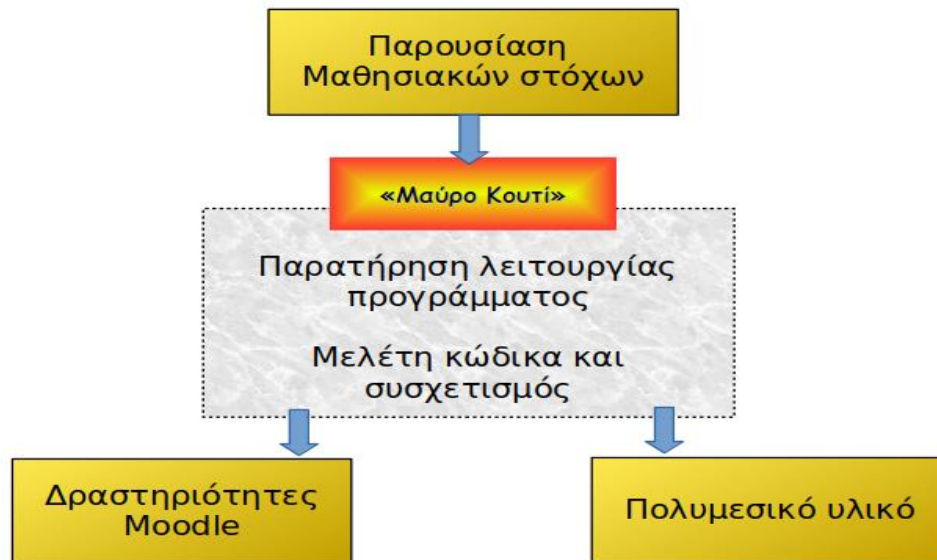 Παρουσίαση
Μαθησιακών στόχων
«Μαύρο Κουτί»
Παρατήρηση λειτουργίας
προγράμματος
Μελέτη κώδικα και
συσχετισμός
Δραστηριότητες
Moodle
Πολυμεσικό υλικό